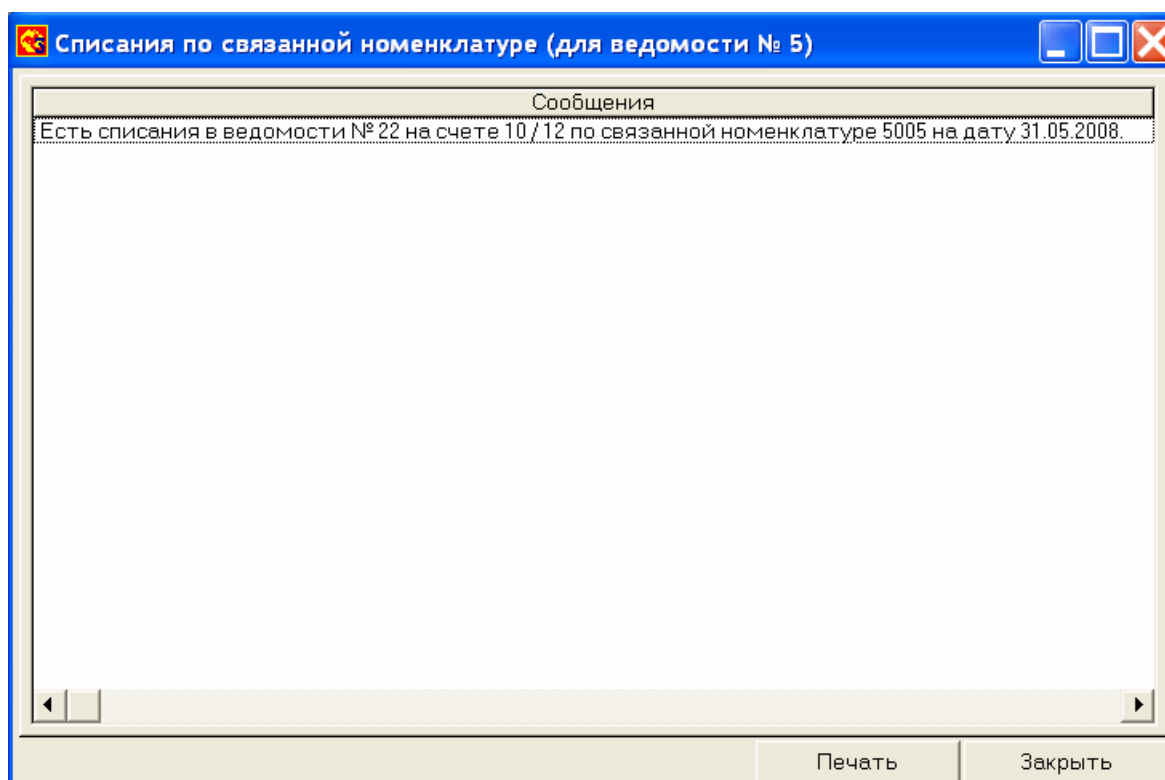 Списания по связанной номенклатуре (для ведомости № 5)
Сообщения
Есть списания в ведомости № 22 на счете 10 / 12 по связанной номенклатуре 5005 на дату 31.05.2008.
Печать
Закрыть